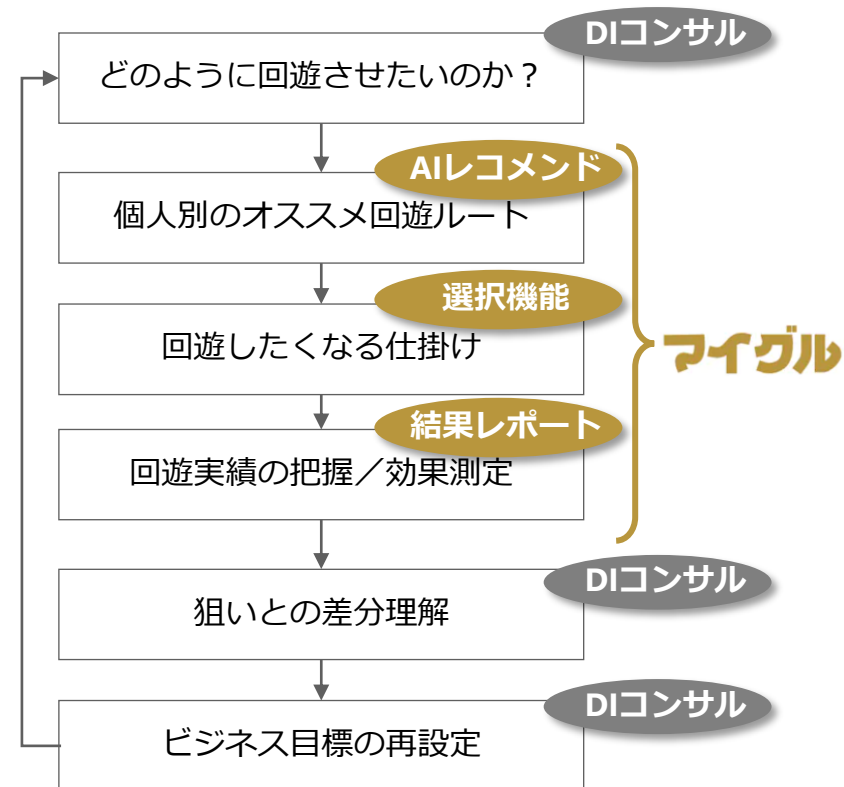 DIコンサル
どのように回遊させたいのか？
AIレコメンド
個人別のオススメ回遊ルート
選択機能
回遊したくなる仕掛け
マイグル
結果レポート
回遊実績の把握／効果測定
DIコンサル
狙いとの差分理解
DIコンサル
ビジネス目標の再設定